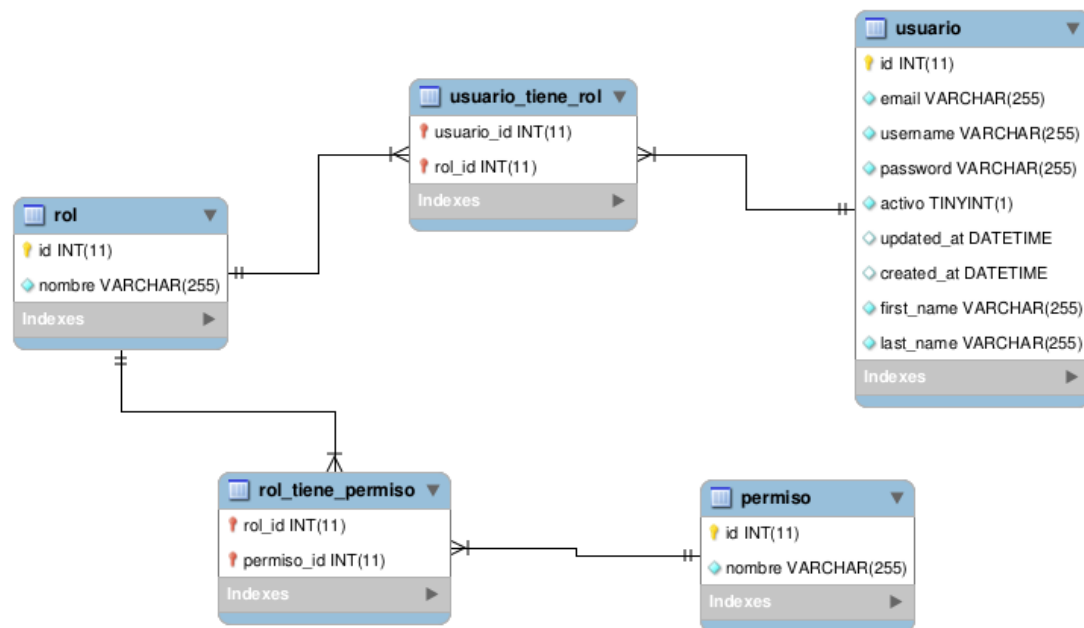 usuario
id INT(11)
email VARCHAR(255)
username VARCHAR(255)
password VARCHAR(255)
activo TINYINT(1)
updated_at DATETIME
created_at DATETIME
first_name VARCHAR(255)
last_name VARCHAR(255)
Indexes
usuario_tiene_rol
usuario_id INT(11)
rol_id INT(11)
Indexes
rol
id INT(11)
nombre VARCHAR(255)
Indexes
rol_tiene_permiso
rol_id INT(11)
permiso_id INT(11)
Indexes
permiso
id INT(11)
nombre VARCHAR(255)
Indexes